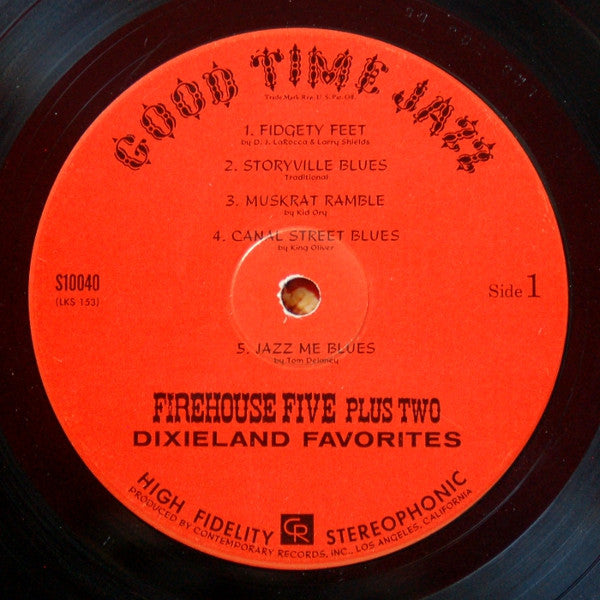 GOOD TIME JAZZ
Trade Mark Reg. U.S. Pat. Off.
1. FIDGETY FEET
by D. J. LaRocca & Larry Shields
2. STORYVILLE BLUES
Traditional
3. MUSKRAT RAMBLE
by Kid Ory
4. CANAL STREET BLUES
by King Oliver
S10040
(LKS 153)
Side 1
5. JAZZ ME BLUES
by Tom Delaney
FIREHOUSE FIVE PLUS TWO
DIXIELAND FAVORITES
HIGH FIDELITY CR STEREOPHONIC
PRODUCED BY CONTEMPORARY RECORDS, INC., LOS ANGELES, CALIFORNIA